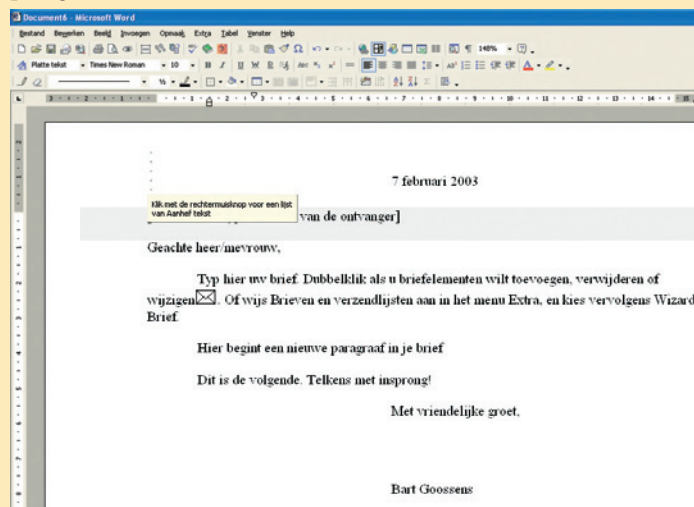 Document6 - Microsoft Word
Bestand Bewerken Beeld Invoegen Opmaak Extra Tabel Venster Help
148%
Platte tekst Times New Roman 10 B I U
7 februari 2003
Klik met de rechtermuisknop voor een lijst
van Aanhef tekst
van de ontvanger]
Geachte heer/mevrouw,
Typ hier uw brief. Dubbelklik als u briefelementen wilt toevoegen, verwijderen of
wijzigen. Of wijs Brieven en verzendlijsten aan in het menu Extra, en kies vervolgens Wizard
Brief.
Hier begint een nieuwe paragraaf in je brief
Dit is de volgende. Telkens met insprong!
Met vriendelijke groet,
Bart Goossens